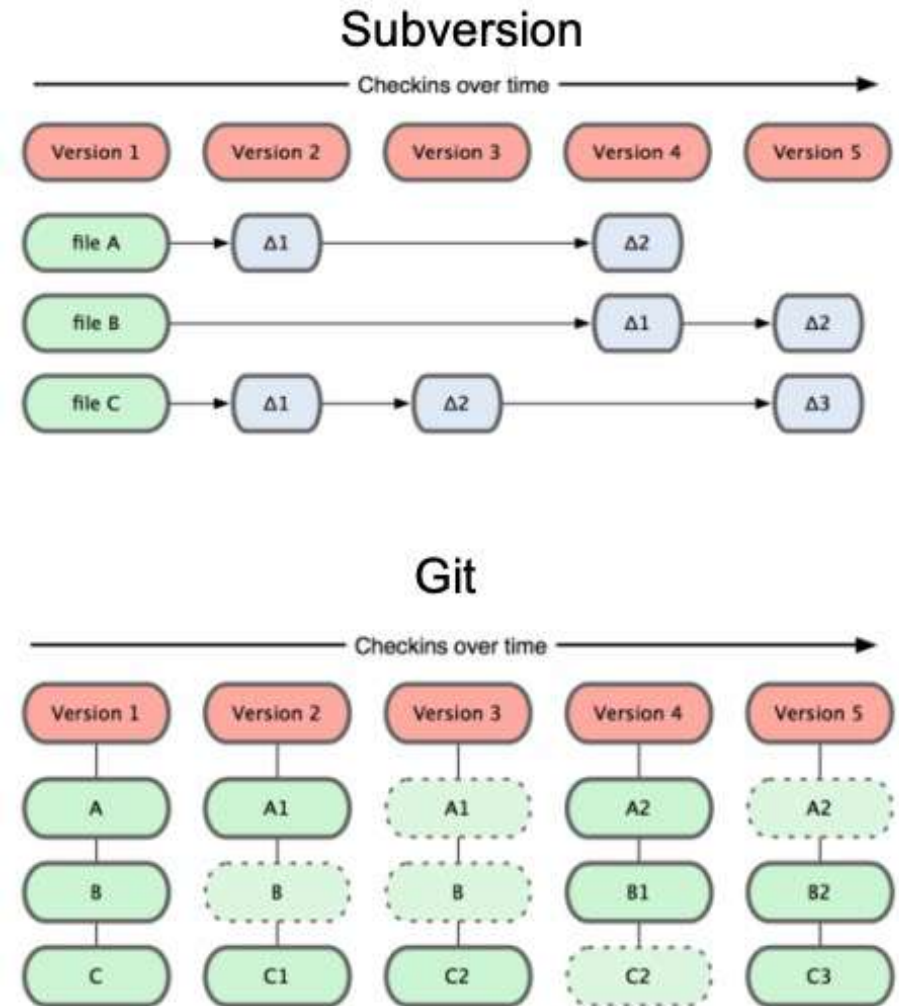 Subversion
Checkins over time
Version 1 Version 2 Version 3 Version 4 Version 5
file A Δ1 Δ2
file B Δ1 Δ2
file C Δ1 Δ2 Δ3
Git
Checkins over time
Version 1 Version 2 Version 3 Version 4 Version 5
A A1 A1 A2 A2
B B B B1 B2
C C1 C2 C2 C3